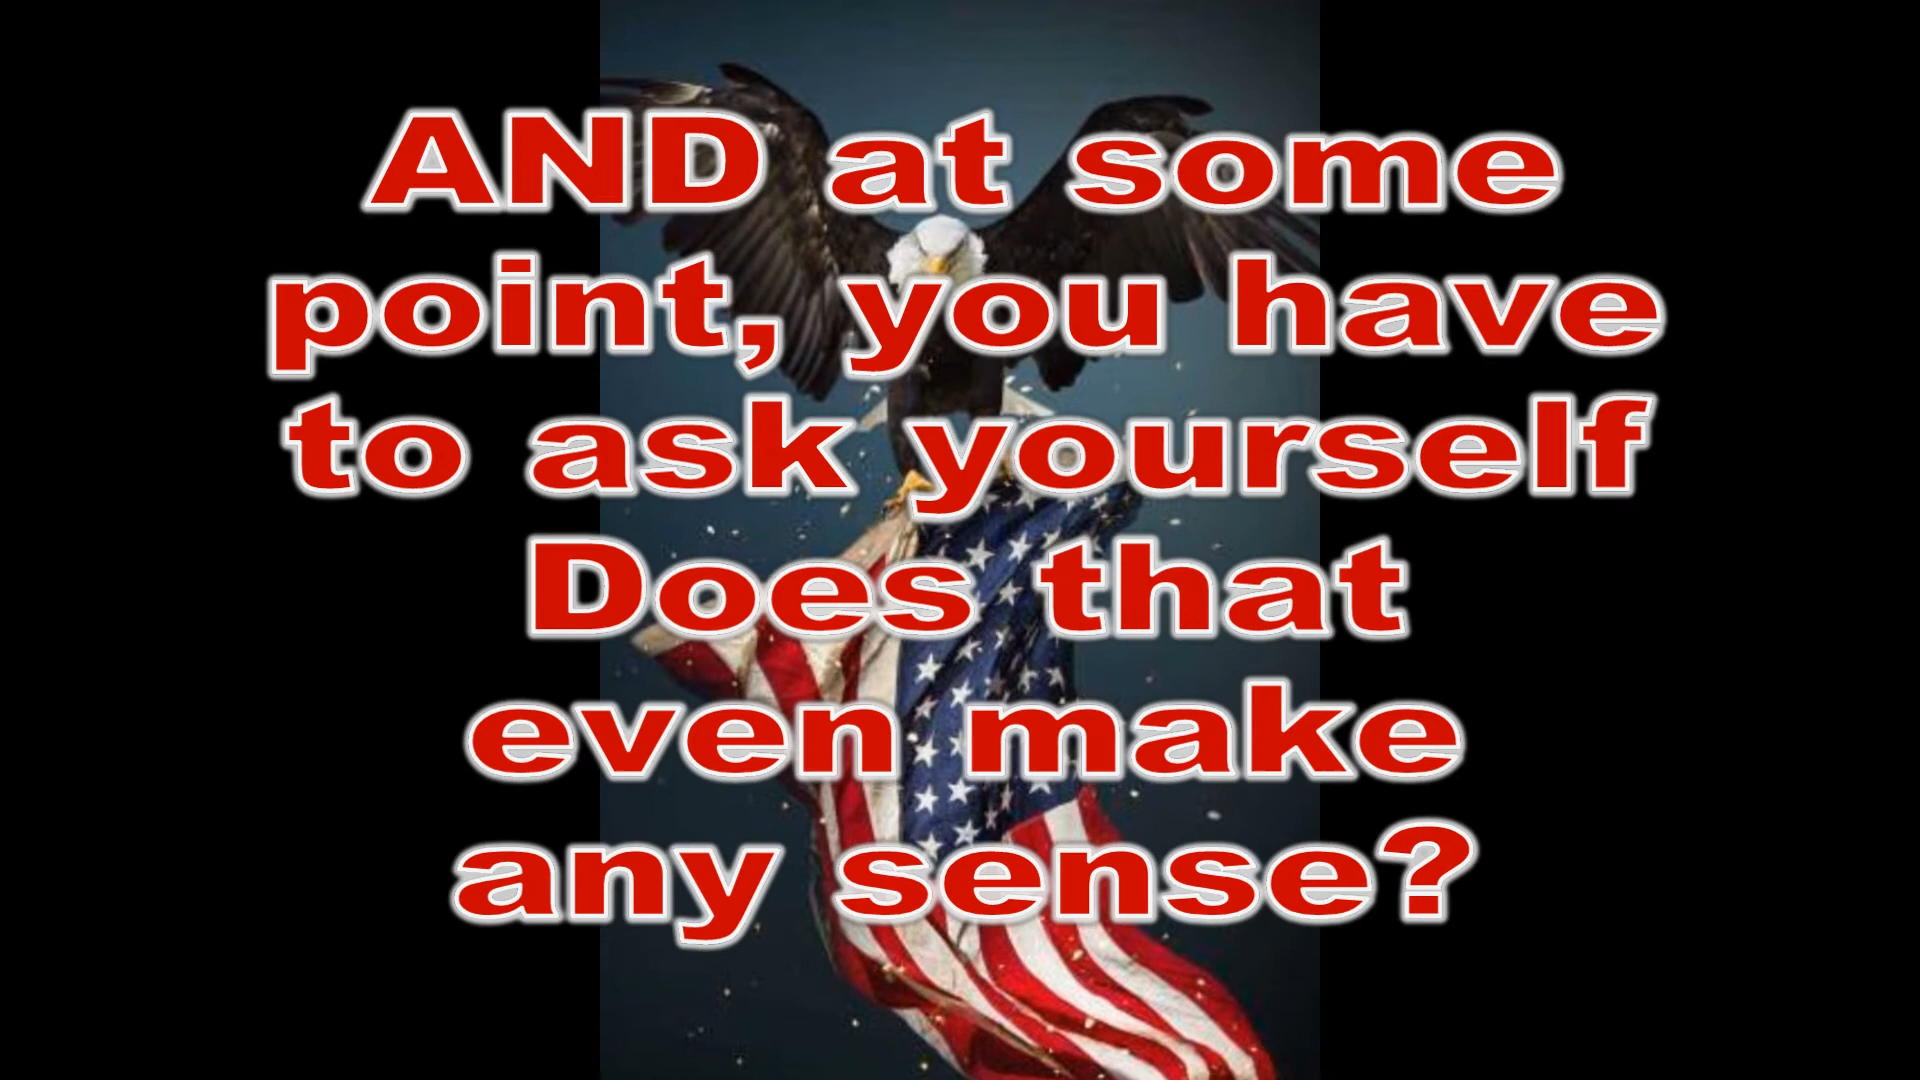 AND at some
point, you have
to ask yourself
Does that
even make
any sense?